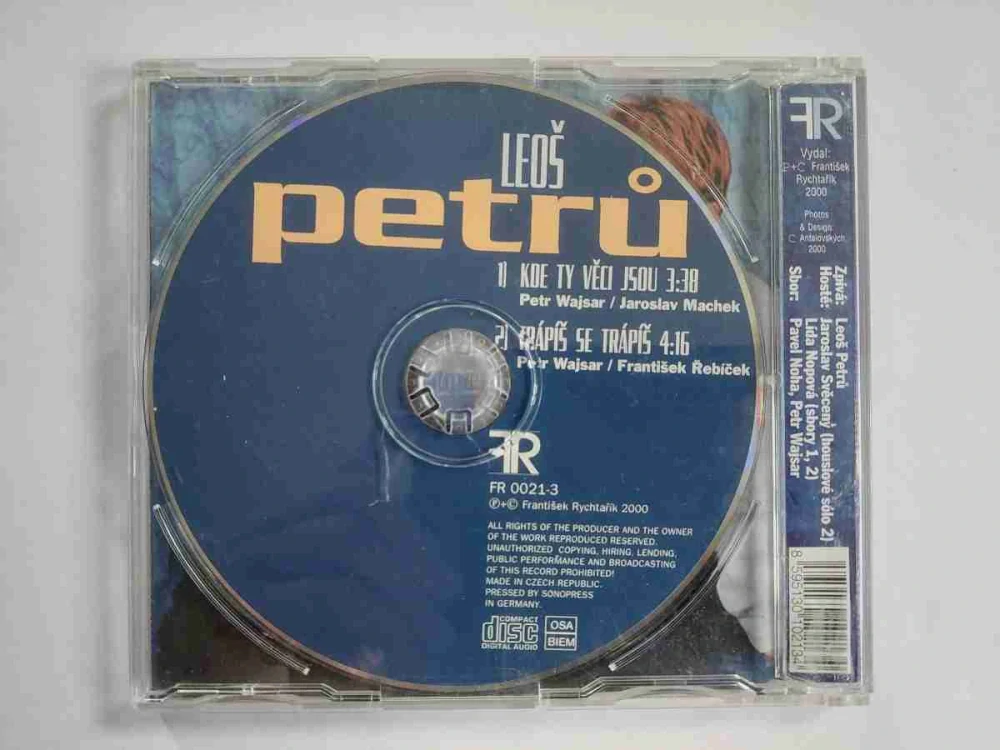 LEOŠ
petrů
1) KDE TY VĚCI JSOU 3:38
Petr Wajsar / Jaroslav Machek
2) TRÁPÍŠ SE TRÁPÍŠ 4:16
Petr Wajsar / František Řebíček
FR
FR 0021-3
℗+© František Rychtařík 2000
ALL RIGHTS OF THE PRODUCER AND THE OWNER
OF THE WORK REPRODUCED RESERVED.
UNAUTHORIZED COPYING, HIRING, LENDING,
PUBLIC PERFORMANCE AND BROADCASTING
OF THIS RECORD PROHIBITED!
MADE IN CZECH REPUBLIC.
PRESSED BY SONOPRESS
IN GERMANY.
COMPACT
disc
DIGITAL AUDIO
OSA
BIEM
FR
Vydal:
P+C František
Rychtařík
2000
Photos
& Design:
C Antalovských
2000
Zpívá: Leoš Petrů
Hosté: Jaroslav Svěcený (houslové sólo 2)
Lída Nopová (sbory 1, 2)
Sbor: Pavel Noha, Petr Wajsar
8 595130 102134